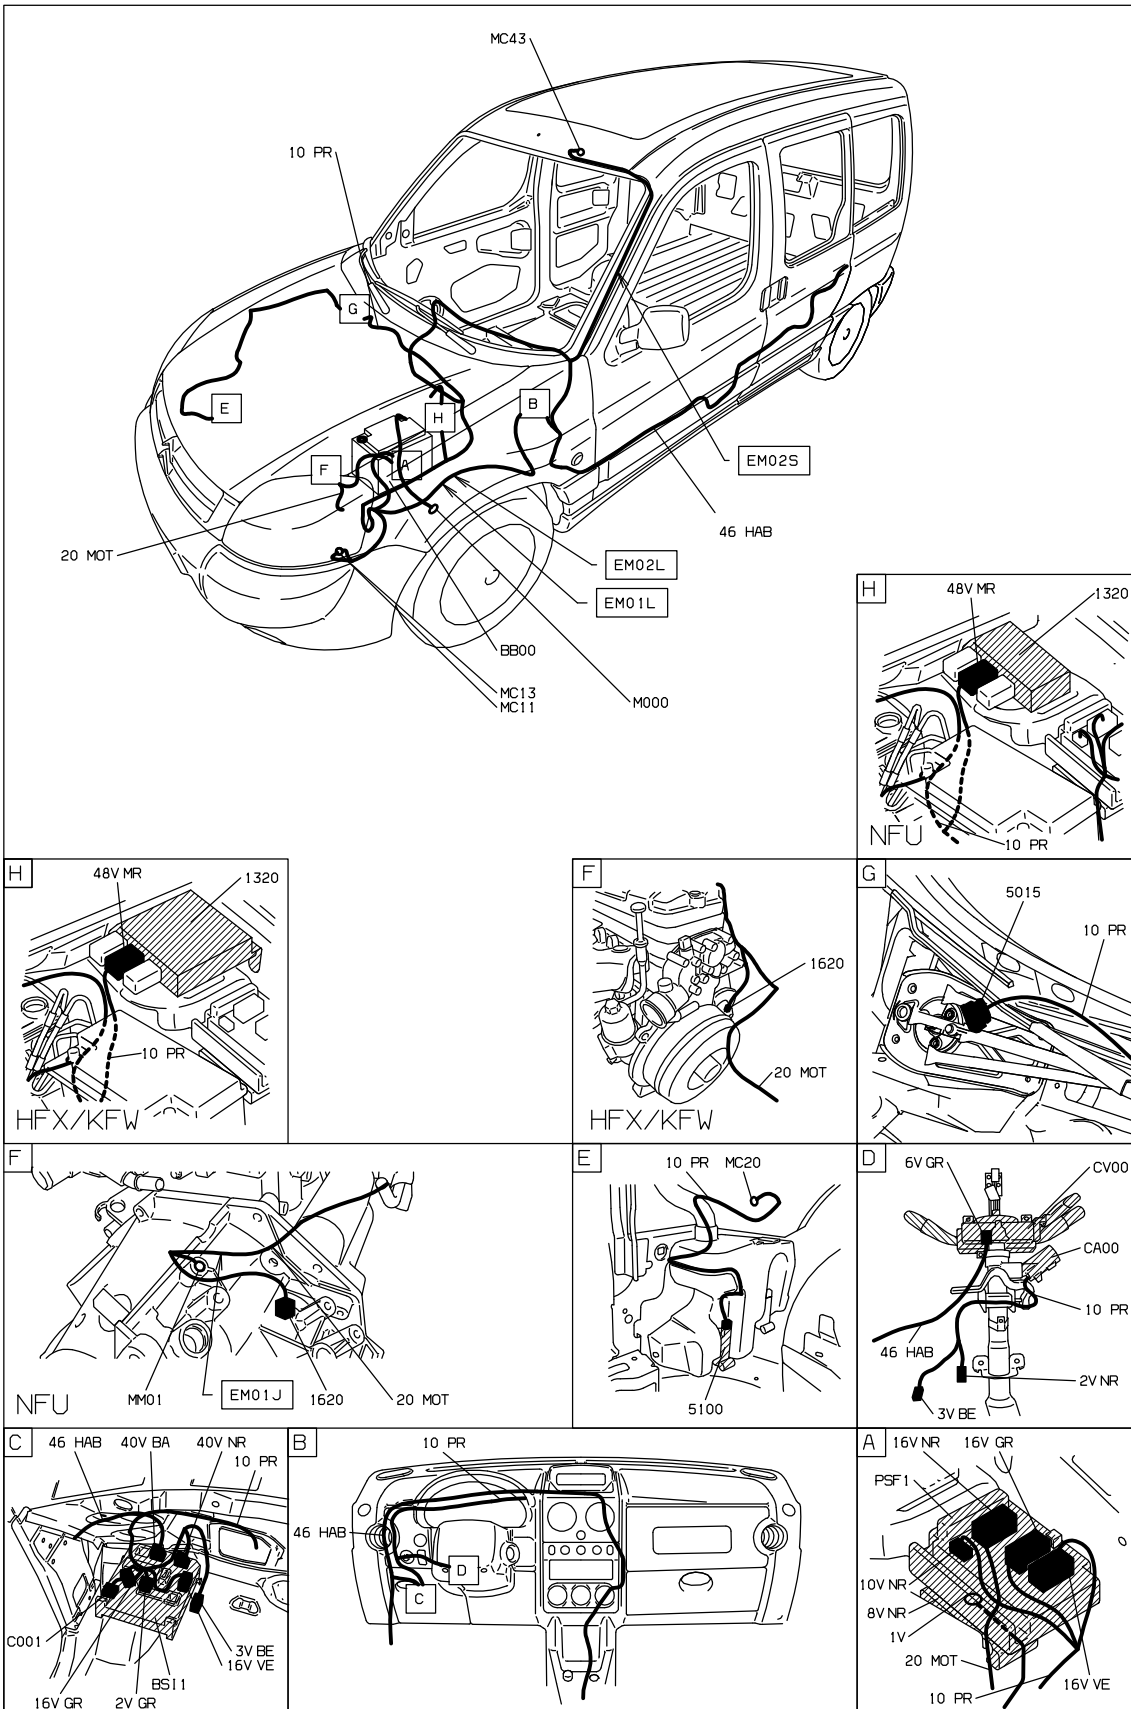 MC43
10 PR
G
E
H
B
F
A
EM02S
46 HAB
20 MOT
EM02L
EM01L
BB00
MC13
MC11
M000
H
48V MR
1320
10 PR
NFU
H
48V MR
1320
10 PR
HFX/KFW
F
1620
20 MOT
HFX/KFW
G
5015
10 PR
F
MM01
EM01J
1620
20 MOT
NFU
E
10 PR
MC20
5100
D
6V GR
CV00
CA00
10 PR
46 HAB
2V NR
3V BE
C
46 HAB
40V BA
40V NR
10 PR
C001
3V BE
16V VE
BSI1
16V GR
2V GR
B
10 PR
46 HAB
D
C
A
16V NR
16V GR
PSF1
10V NR
8V NR
1V
20 MOT
10 PR
16V VE